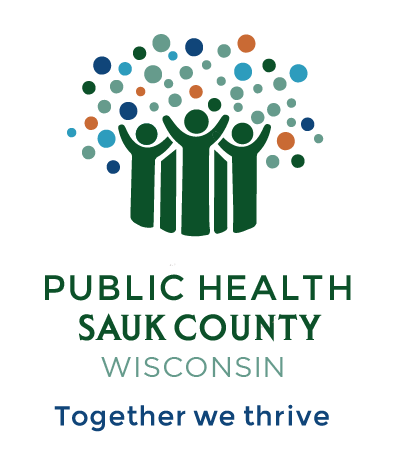 PUBLIC HEALTH
SAUK COUNTY
WISCONSIN
Together we thrive